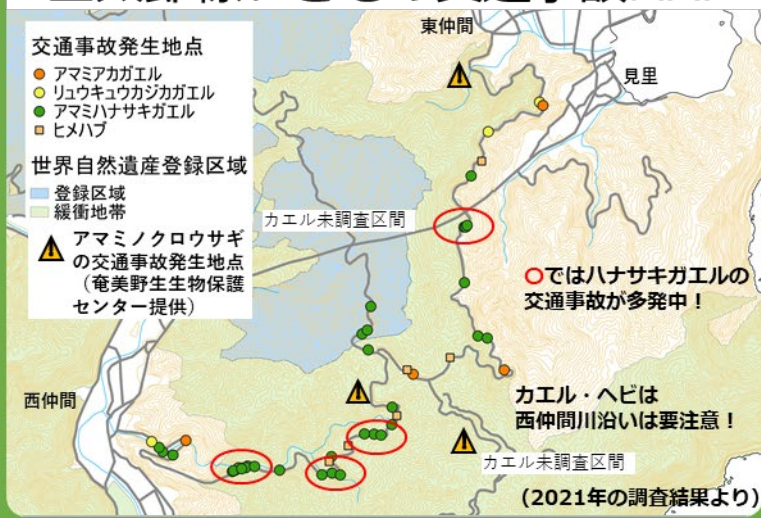 東仲間
見里
交通事故発生地点
アマミアカガエル
リュウキュウカジカガエル
アマミハナサキガエル
ヒメハブ
世界自然遺産登録区域
登録区域
緩衝地帯
アマミノクロウサギ
の交通事故発生地点
(奄美野生生物保護
センター提供)
カエル未調査区間
○ではハナサキガエルの
交通事故が多発中!
西仲間
カエル・ヘビは
西仲間川沿いは要注意!
カエル未調査区間
(2021年の調査結果より)